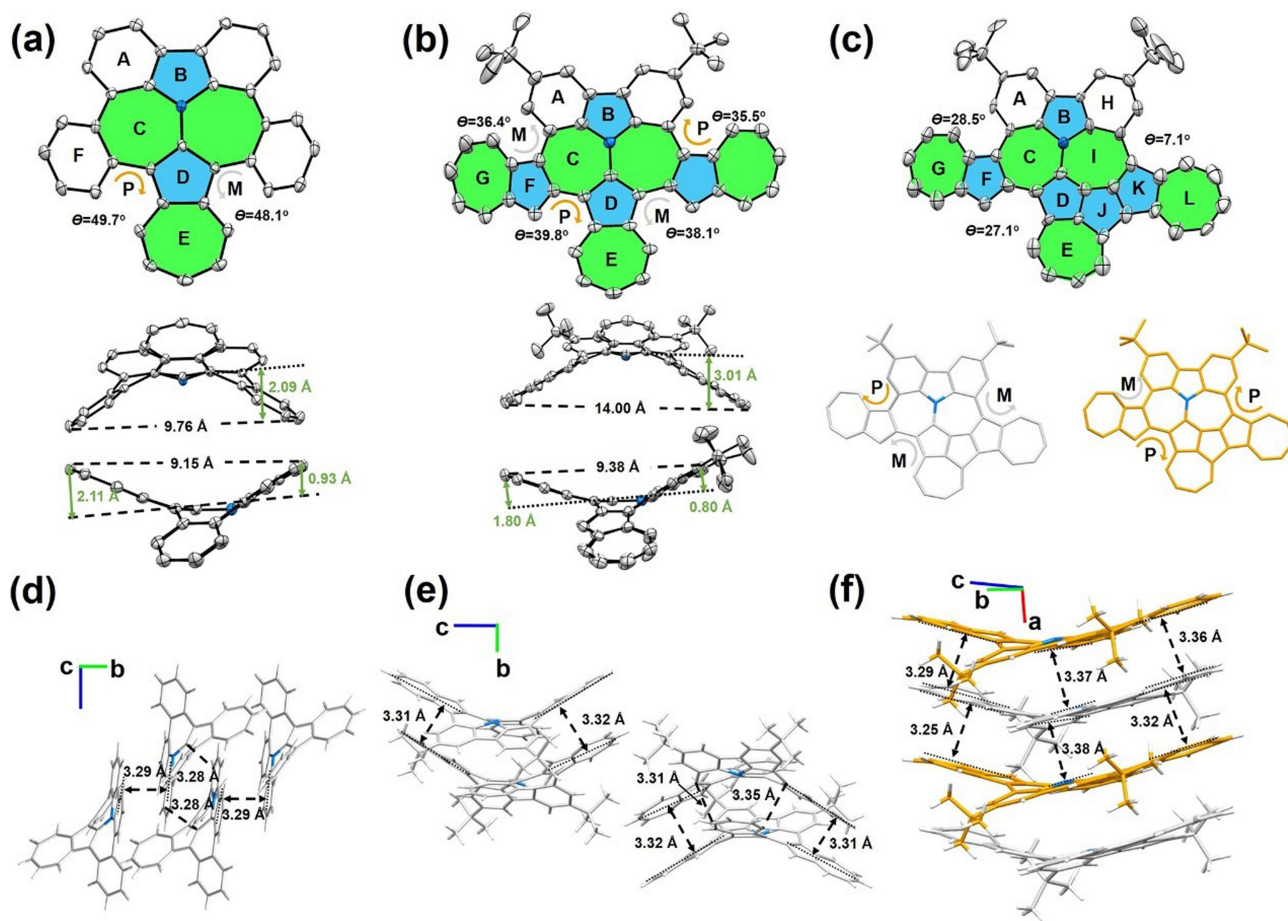 (a)
A
B
C
F
D
P
M
ϴ=49.7°
ϴ=48.1°
E
2.09 Å
9.76 Å
9.15 Å
2.11 Å
0.93 Å
(b)
A
B
ϴ=36.4°
M
P
ϴ=35.5°
C
G
F
D
P
M
ϴ=39.8°
ϴ=38.1°
E
3.01 Å
14.00 Å
9.38 Å
1.80 Å
0.80 Å
(c)
A
H
B
ϴ=28.5°
ϴ=7.1°
C
I
G
F
K
D
J
L
ϴ=27.1°
E
P
M
M
M
P
P
(d)
c
b
3.29 Å
3.28 Å
3.28 Å
3.29 Å
(e)
c
b
3.31 Å
3.32 Å
3.31 Å
3.35 Å
3.32 Å
3.31 Å
(f)
c
b
a
3.36 Å
3.29 Å
3.37 Å
3.25 Å
3.32 Å
3.38 Å